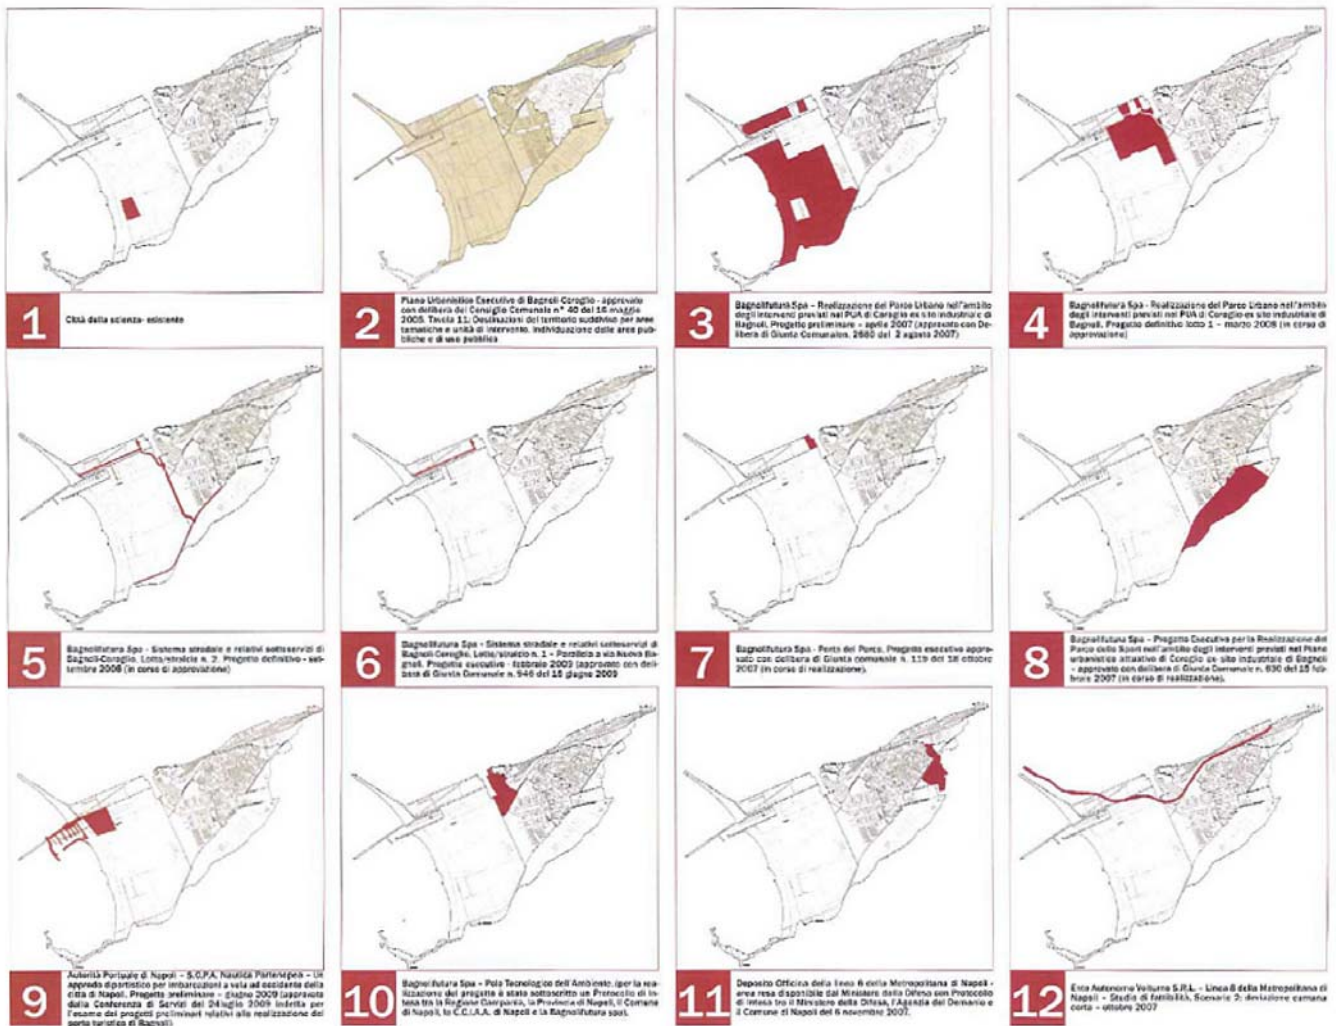 1
Città della scienza- esistente
2
Piano Urbanistico Esecutivo di Bagnoli-Coroglio - approvato
con delibera del Consiglio Comunale n° 40 del 16 maggio
2005. Tavola 11: Destinazioni del territorio suddiviso per aree
tematiche e unità di intervento. Individuazione delle aree pub-
bliche e di uso pubblico
3
Bagnolifutura Spa - Realizzazione del Parco Urbano nell'ambito
degli interventi previsti nel PUA di Coroglio ex sito industriale di
Bagnoli. Progetto preliminare - aprile 2007 (approvato con De-
libera di Giunta Comunale n. 2680 del 2 agosto 2007)
4
Bagnolifutura Spa - Realizzazione del Parco Urbano nell'ambito
degli interventi previsti nel PUA di Coroglio ex sito industriale di
Bagnoli. Progetto definitivo lotto 1 - marzo 2008 (in corso di
approvazione)
5
Bagnolifutura Spa - Sistema stradale e relativi sottoservizi di
Bagnoli-Coroglio. Lotto/stralcio n. 2. Progetto definitivo - set-
tembre 2008 (in corso di approvazione)
6
Bagnolifutura Spa - Sistema stradale e relativi sottoservizi di
Bagnoli Coroglio. Lotto/stralcio n. 1 - Parallela a via Nuova Ba-
gnoli. Progetto esecutivo - febbraio 2009 (approvato con deli-
bera di Giunta Comunale n. 946 del 18 giugno 2009
7
Bagnolifutura Spa - Porta del Parco. Progetto esecutivo appro-
vato con delibera di Giunta comunale n. 119 del 18 ottobre
2007 (in corso di realizzazione).
8
Bagnolifutura Spa - Progetto Esecutivo per la Realizzazione del
Parco dello Sport nell'ambito degli interventi previsti nel Piano
urbanistico attuativo di Coroglio ex sito industriale di Bagnoli
- approvato con delibera di Giunta Comunale n. 630 del 15 feb-
braio 2007 (in corso di realizzazione).
9
Autorità Portuale di Napoli - S.C.P.A. Nautica Partenopea - Un
approdo diportistico per imbarcazioni a vela ad occidente della
città di Napoli. Progetto preliminare - giugno 2009 (approvato
dalla Conferenza di Servizi del 24 luglio 2009 indetta per
l'esame dei progetti preliminari relativi alla realizzazione del
porto turistico di Bagnoli)
10
Bagnolifutura Spa - Polo Tecnologico dell'Ambiente. (per la rea-
lizzazione del progetto è stato sottoscritto un Protocollo di In-
tesa tra la Regione Campania, la Provincia di Napoli, il Comune
di Napoli, la C.C.I.A.A. di Napoli e la Bagnolifutura spa).
11
Deposito Officina della linea 6 della Metropolitana di Napoli -
area resa disponibile dal Ministero della Difesa con Protocollo
di Intesa tra il Ministero della Difesa, l'Agenzia del Demanio e
il Comune di Napoli del 6 novembre 2007.
12
Ente Autonomo Volturno S.R.L. - Linea 8 della Metropolitana di
Napoli - Studio di fattibilità. Scenario 2: deviazione cumana
corta - ottobre 2007